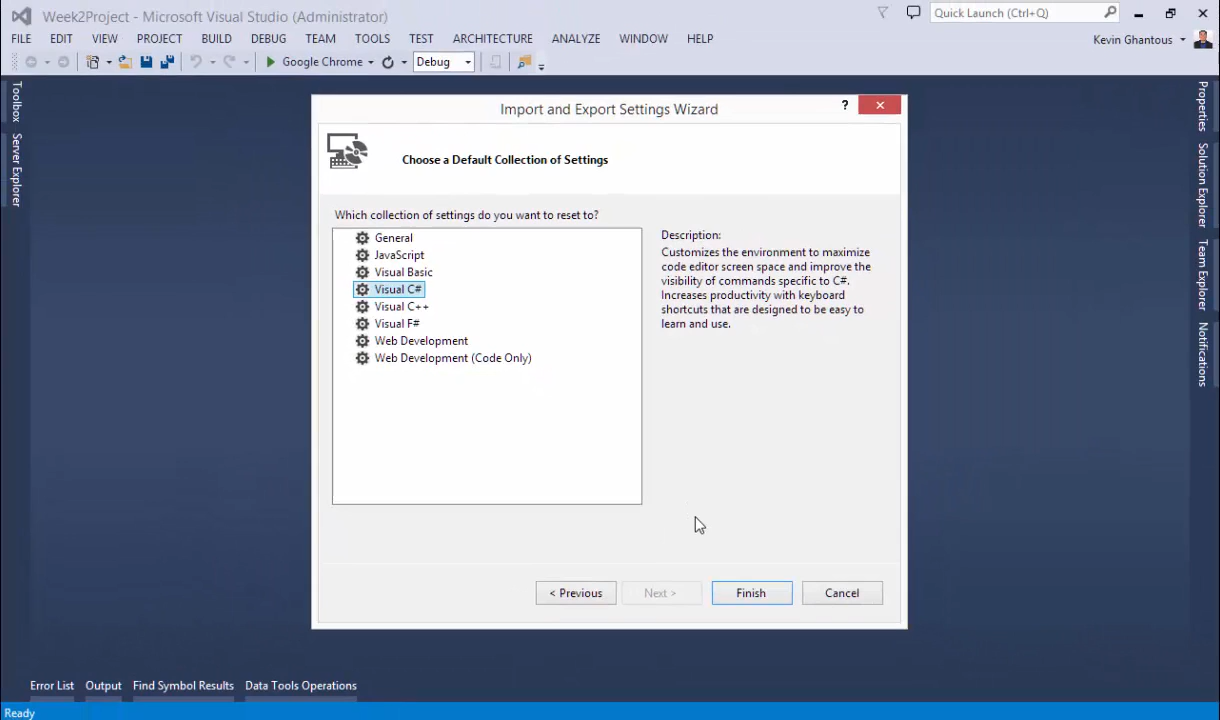 Week2Project - Microsoft Visual Studio (Administrator)
Quick Launch (Ctrl+Q)
FILE EDIT VIEW PROJECT BUILD DEBUG TEAM TOOLS TEST ARCHITECTURE ANALYZE WINDOW HELP
Kevin Ghantous
Google Chrome
Debug
Toolbox
Server Explorer
Import and Export Settings Wizard
?
Choose a Default Collection of Settings
Which collection of settings do you want to reset to?
General
JavaScript
Visual Basic
Visual C#
Visual C++
Visual F#
Web Development
Web Development (Code Only)
Description:
Customizes the environment to maximize
code editor screen space and improve the
visibility of commands specific to C#.
Increases productivity with keyboard
shortcuts that are designed to be easy to
learn and use.
< Previous
Next >
Finish
Cancel
Properties
Solution Explorer
Team Explorer
Notifications
Error List Output Find Symbol Results Data Tools Operations
Ready